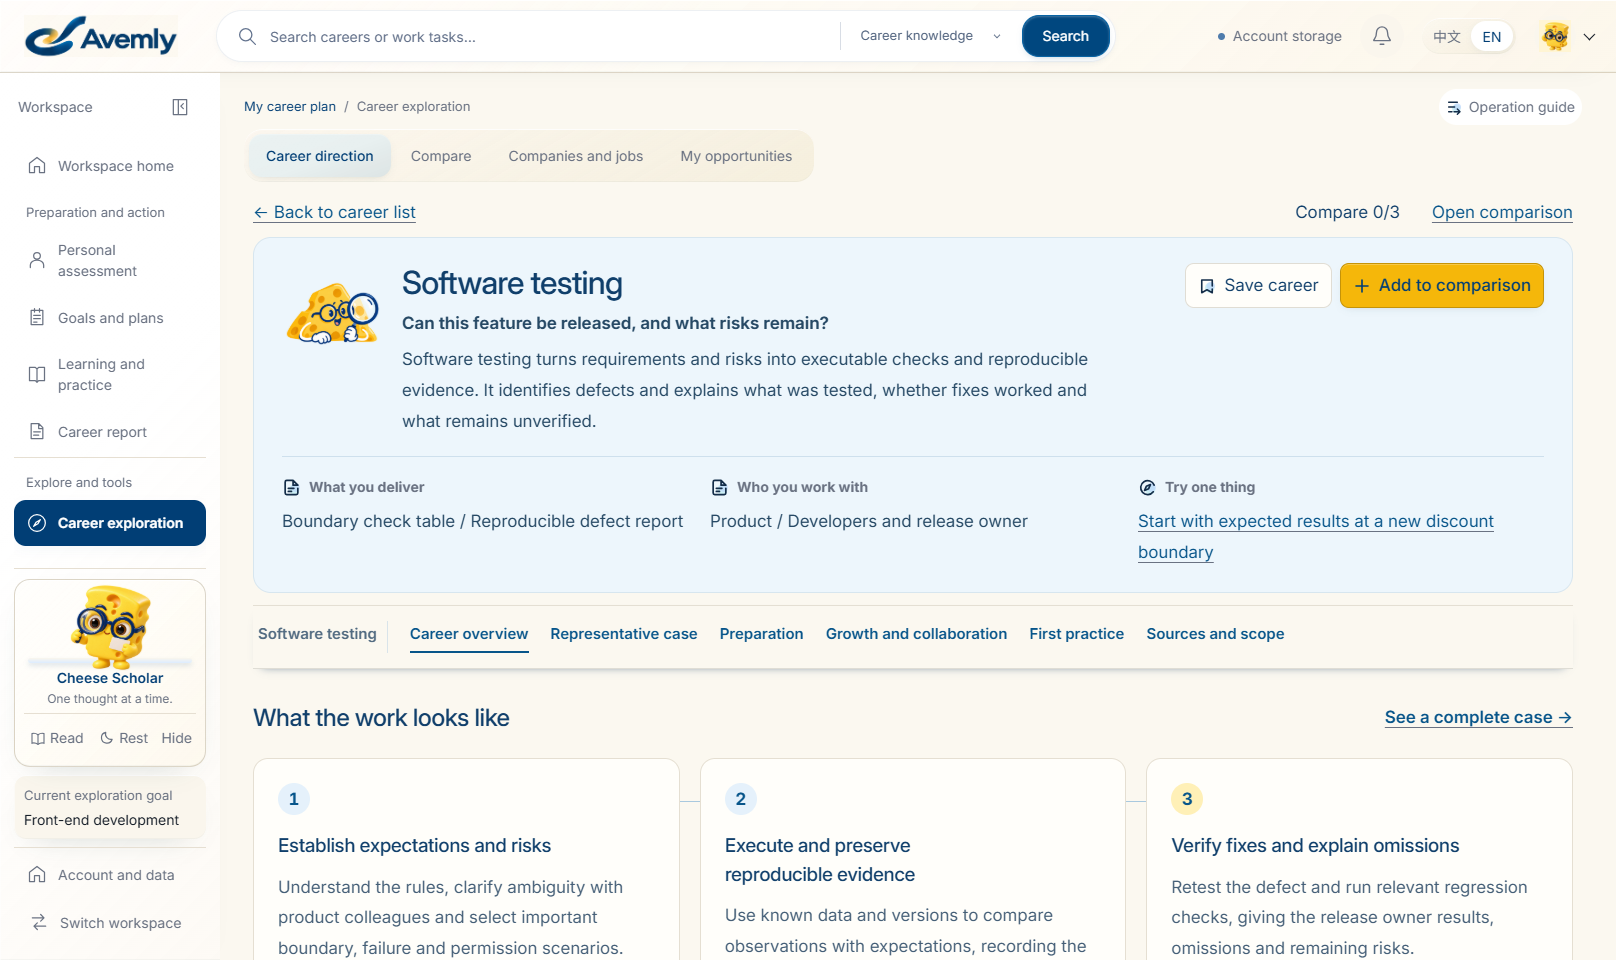 Avemly
Search careers or work tasks...
Career knowledge
Search
Account storage
中文
EN
Workspace
Workspace home
Preparation and action
Personal
assessment
Goals and plans
Learning and
practice
Career report
Explore and tools
Career exploration
Cheese Scholar
One thought at a time.
Read
Rest
Hide
Current exploration goal
Front-end development
Account and data
Switch workspace
My career plan / Career exploration
Operation guide
Career direction
Compare
Companies and jobs
My opportunities
← Back to career list
Compare 0/3
Open comparison
Software testing
Can this feature be released, and what risks remain?
Software testing turns requirements and risks into executable checks and reproducible
evidence. It identifies defects and explains what was tested, whether fixes worked and
what remains unverified.
Save career
+ Add to comparison
What you deliver
Boundary check table / Reproducible defect report
Who you work with
Product / Developers and release owner
Try one thing
Start with expected results at a new discount
boundary
Software testing
Career overview
Representative case
Preparation
Growth and collaboration
First practice
Sources and scope
What the work looks like
See a complete case →
1
Establish expectations and risks
Understand the rules, clarify ambiguity with
product colleagues and select important
boundary, failure and permission scenarios.
2
Execute and preserve
reproducible evidence
Use known data and versions to compare
observations with expectations, recording the
3
Verify fixes and explain omissions
Retest the defect and run relevant regression
checks, giving the release owner results,
omissions and remaining risks.